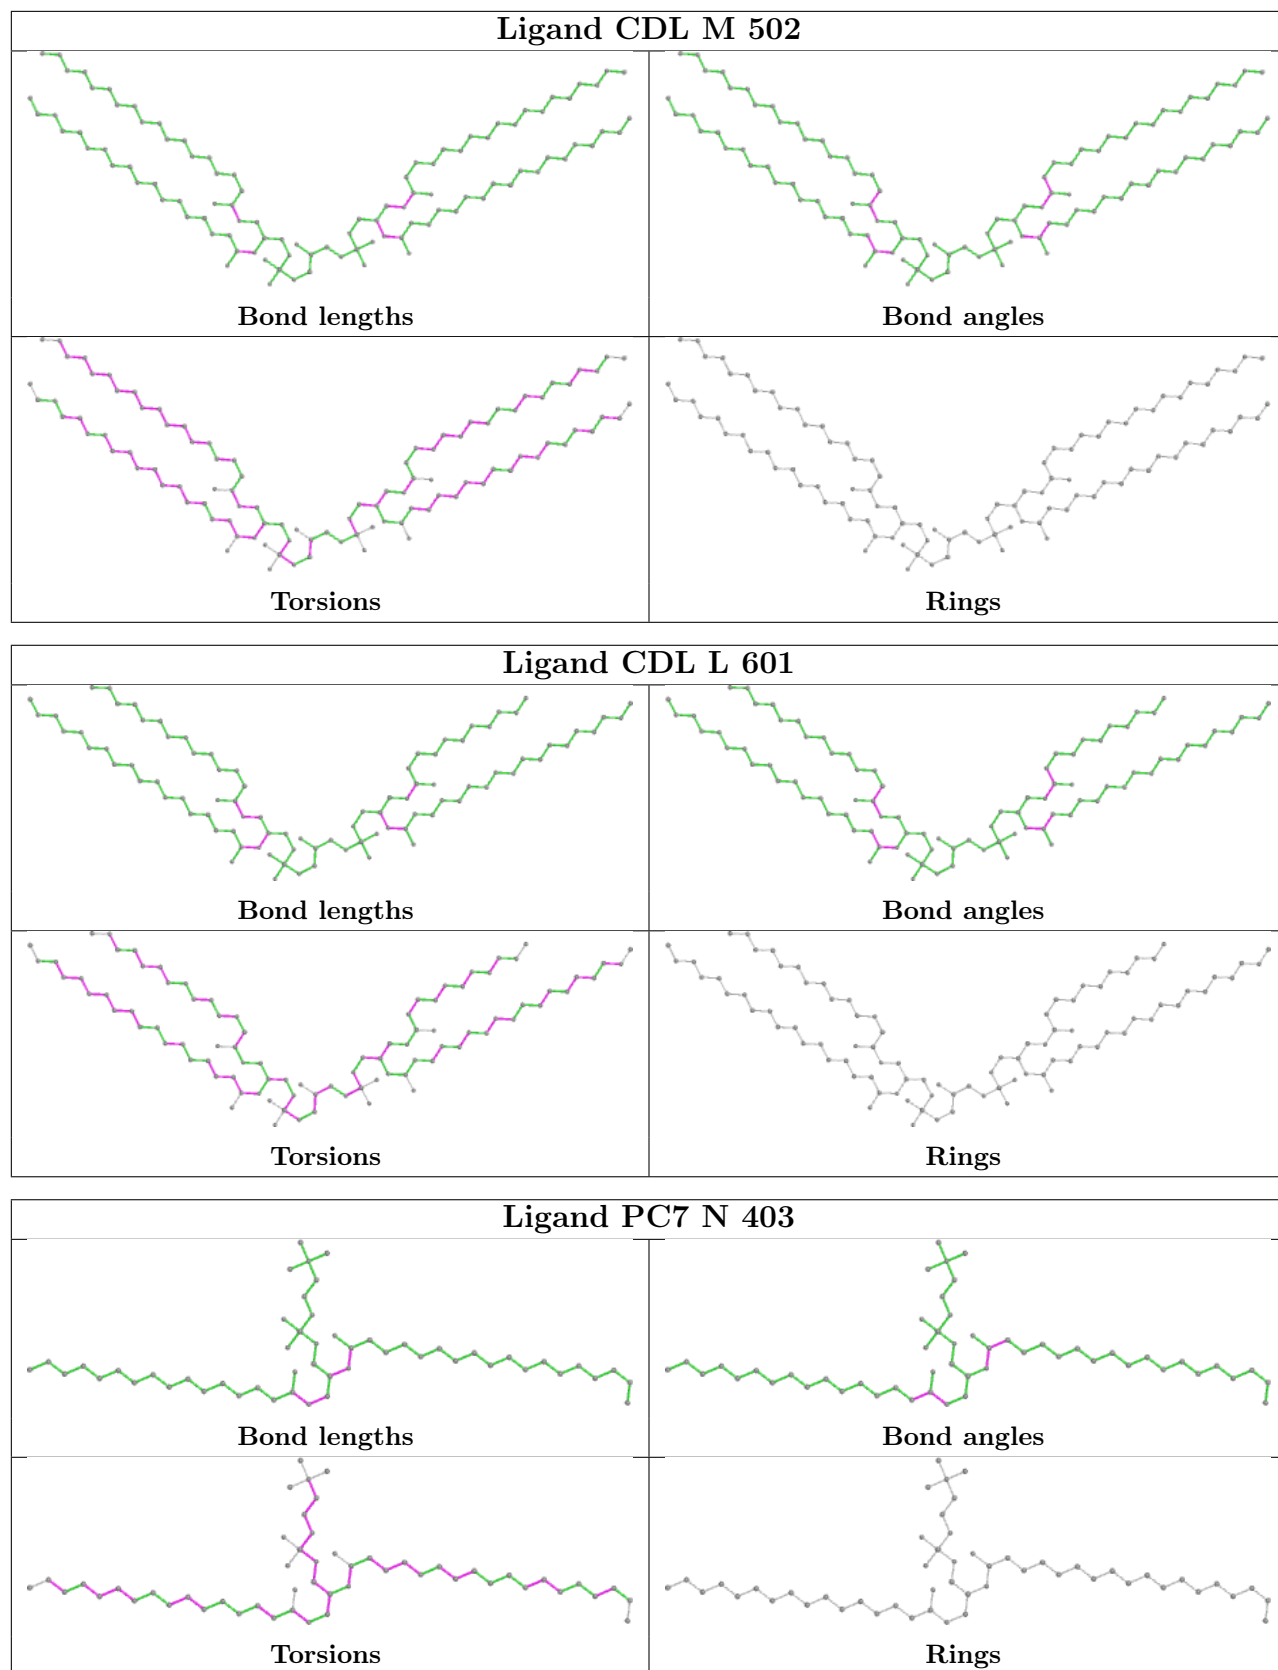 Ligand CDL M 502
Bond lengths
Bond angles
Torsions
Rings
Ligand CDL L 601
Bond lengths
Bond angles
Torsions
Rings
Ligand PC7 N 403
Bond lengths
Bond angles
Torsions
Rings